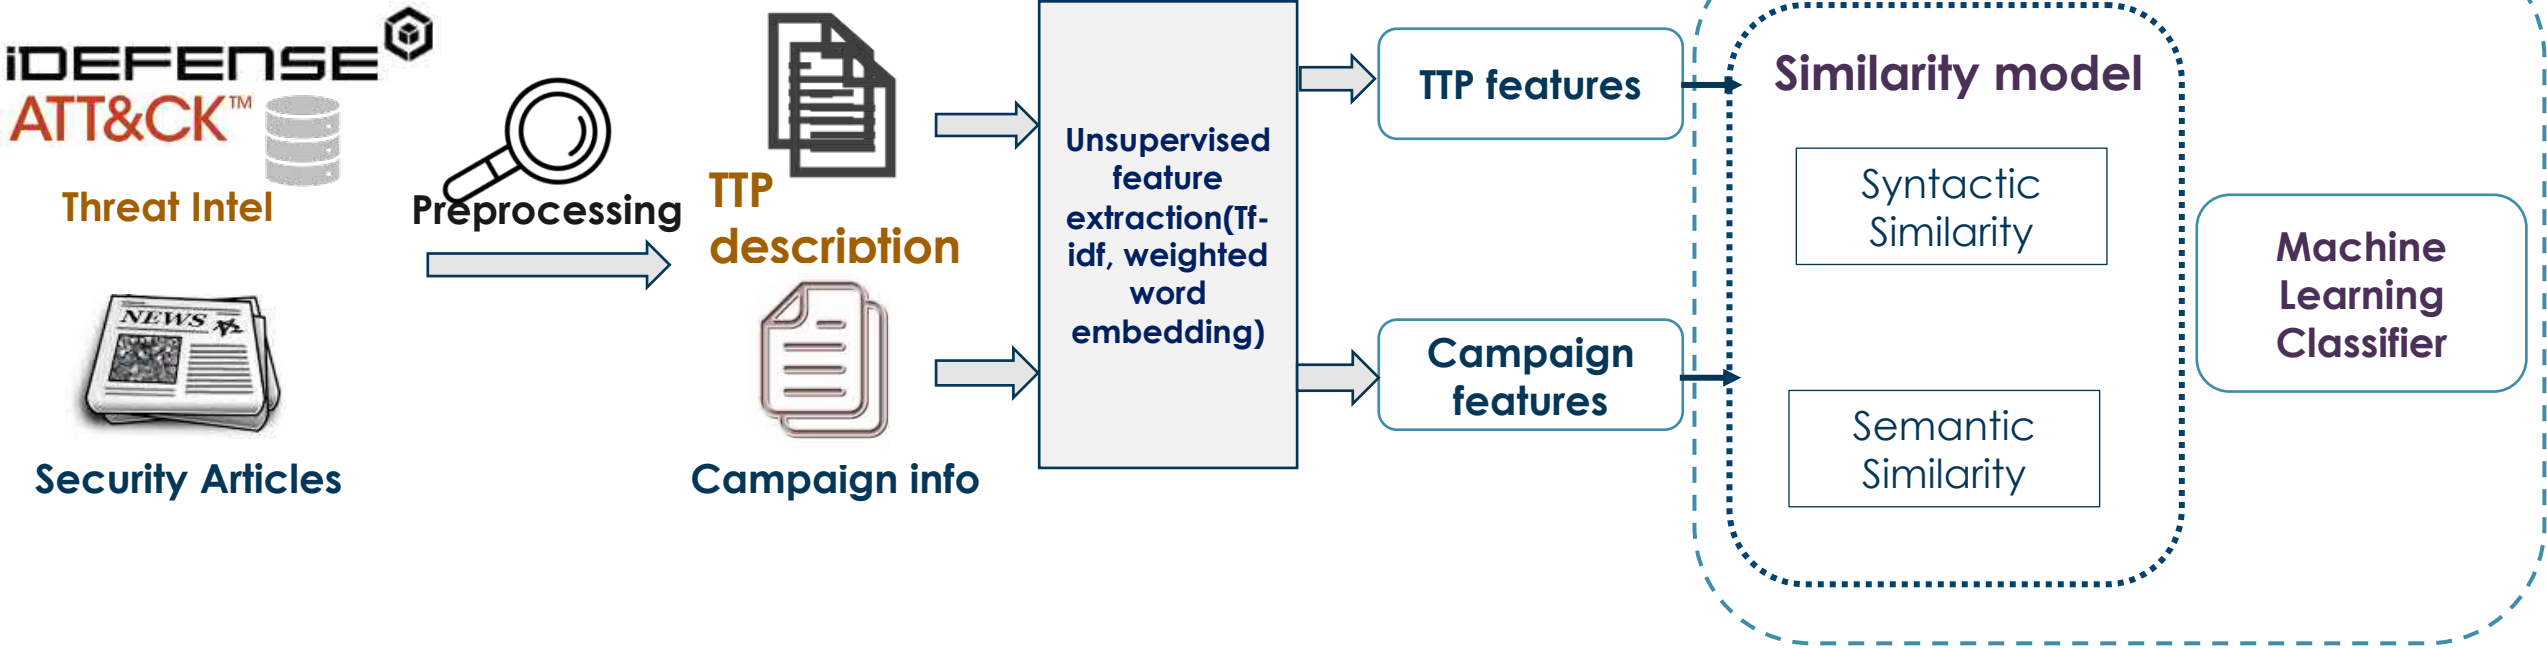 iDEFENSE
ATT&CK™
Threat Intel
NEWS
Security Articles
Preprocessing
TTP
description
Campaign info
Unsupervised
feature
extraction(Tf-
idf, weighted
word
embedding)
TTP features
Campaign
features
Similarity model
Syntactic
Similarity
Semantic
Similarity
Machine
Learning
Classifier